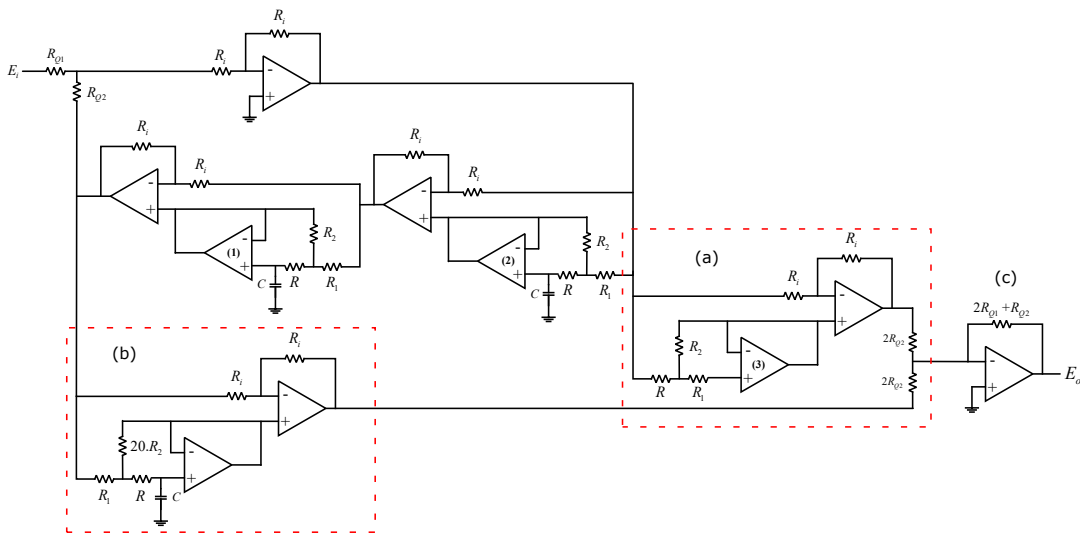 R_i
R_Q1
R_i
E_i
-
+
R_Q2
R_i
R_i
-
+
R_2
(1)
-
+
C
R
R_1
R_i
R_i
-
+
R_2
(2)
-
+
C
R
R_1
(a)
R_i
R_i
-
+
R_2
(3)
-
+
R
R_1
2R_Q2
2R_Q2
(c)
2R_Q1+R_Q2
-
+
E_o
(b)
R_i
R_i
-
+
20.R_2
-
+
R_1
R
C